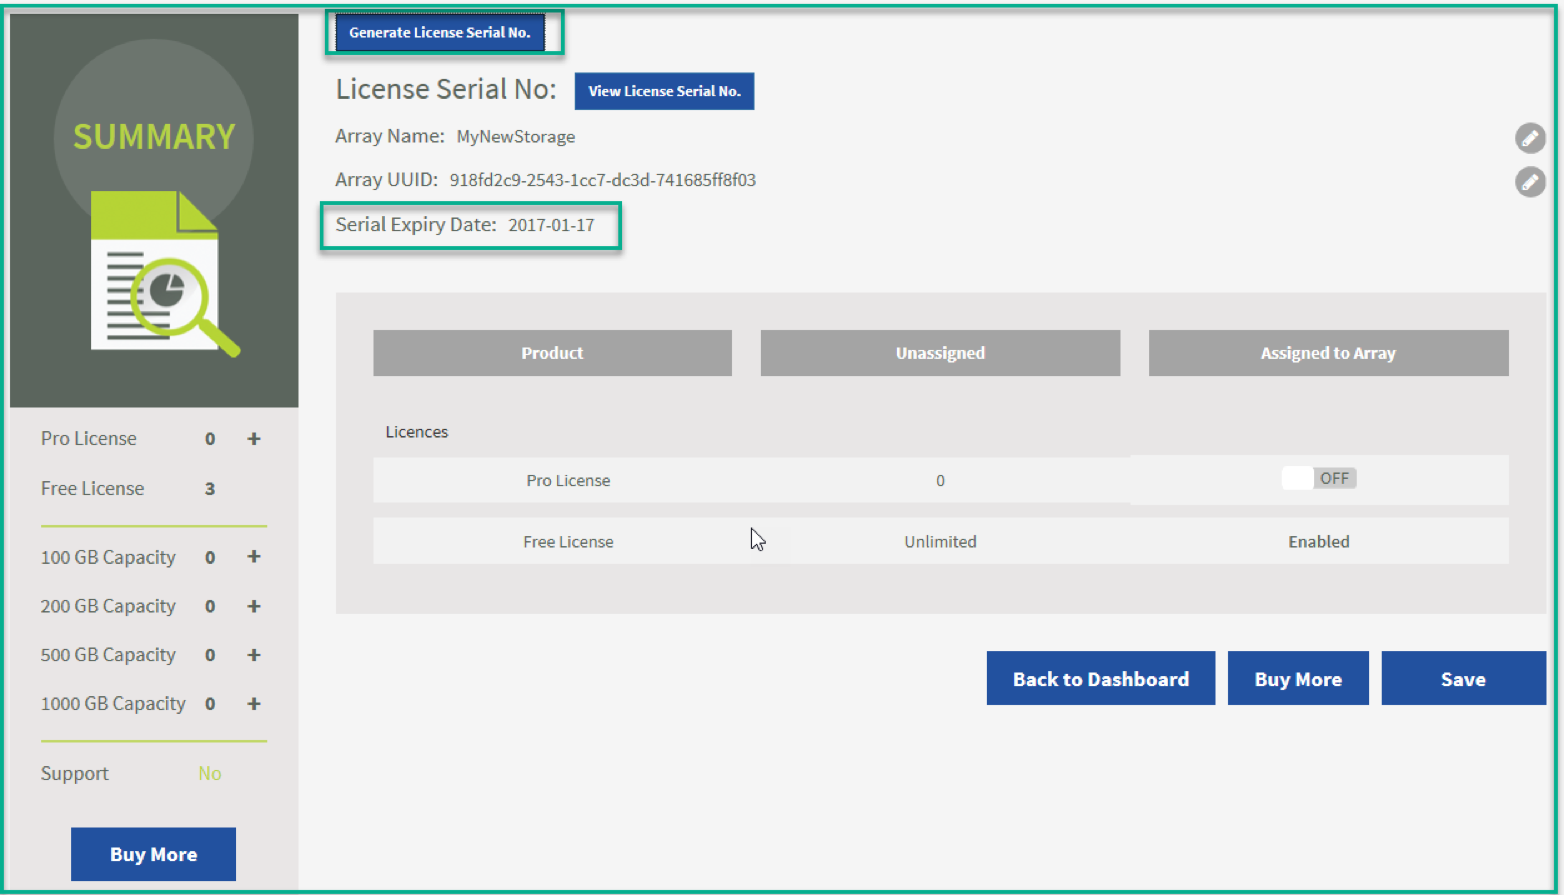 SUMMARY
Pro License 0 +
Free License 3
100 GB Capacity 0 +
200 GB Capacity 0 +
500 GB Capacity 0 +
1000 GB Capacity 0 +
Support No
Buy More
Generate License Serial No.
License Serial No: View License Serial No.
Array Name: MyNewStorage
Array UUID: 918fd2c9-2543-1cc7-dc3d-741685ff8f03
Serial Expiry Date: 2017-01-17
Product Unassigned Assigned to Array
Licences
Pro License 0 OFF
Free License Unlimited Enabled
Back to Dashboard Buy More Save